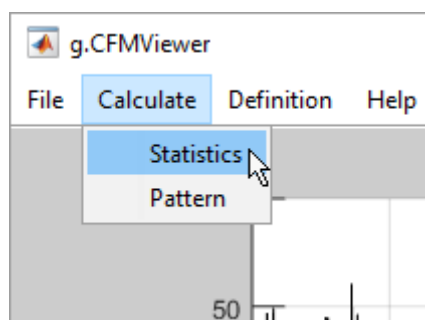 g.CFMViewer
File Calculate Definition Help
Statistics
Pattern
50